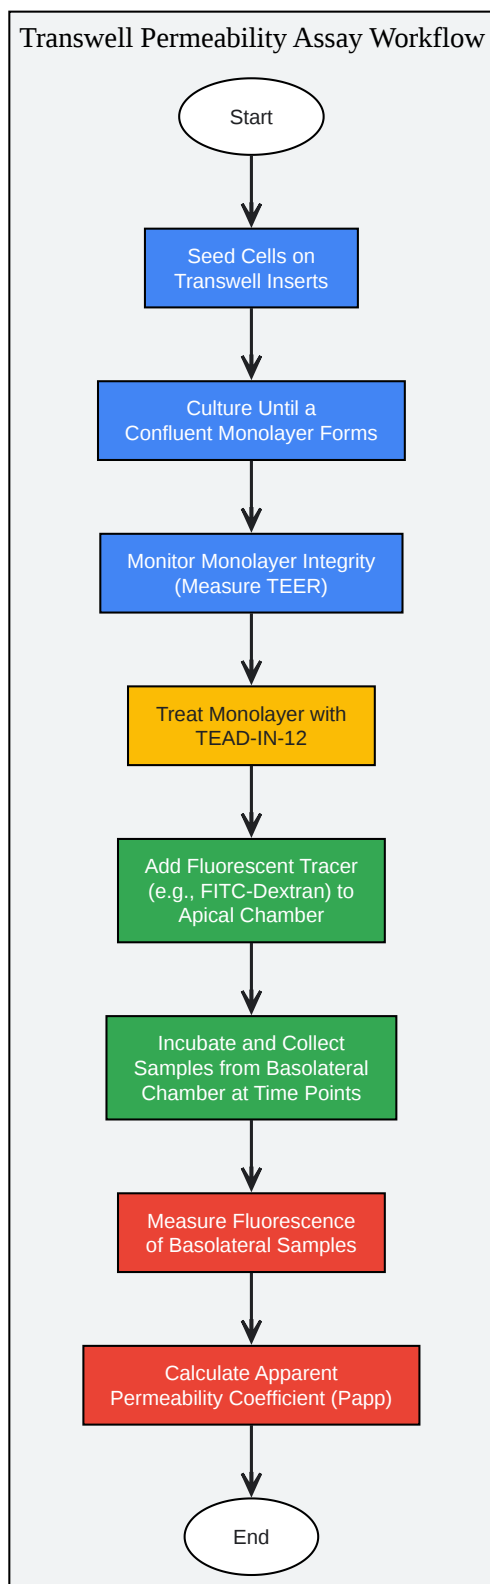 Transwell Permeability Assay Workflow
Start
Seed Cells on
Transwell Inserts
Culture Until a
Confluent Monolayer Forms
Monitor Monolayer Integrity
(Measure TEER)
Treat Monolayer with
TEAD-IN-12
Add Fluorescent Tracer
(e.g., FITC-Dextran) to
Apical Chamber
Incubate and Collect
Samples from Basolateral
Chamber at Time Points
Measure Fluorescence
of Basolateral Samples
Calculate Apparent
Permeability Coefficient (Papp)
End